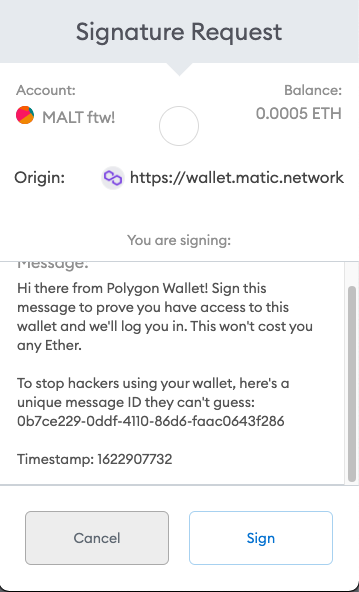 Signature Request
Account:
Balance:
MALT ftw!
0.0005 ETH
Origin:
https://wallet.matic.network
You are signing:
Message:
Hi there from Polygon Wallet! Sign this
message to prove you have access to this
wallet and we'll log you in. This won't cost you
any Ether.
To stop hackers using your wallet, here's a
unique message ID they can't guess:
0b7ce229-0ddf-4110-86d6-faac0643f286
Timestamp: 1622907732
Cancel
Sign